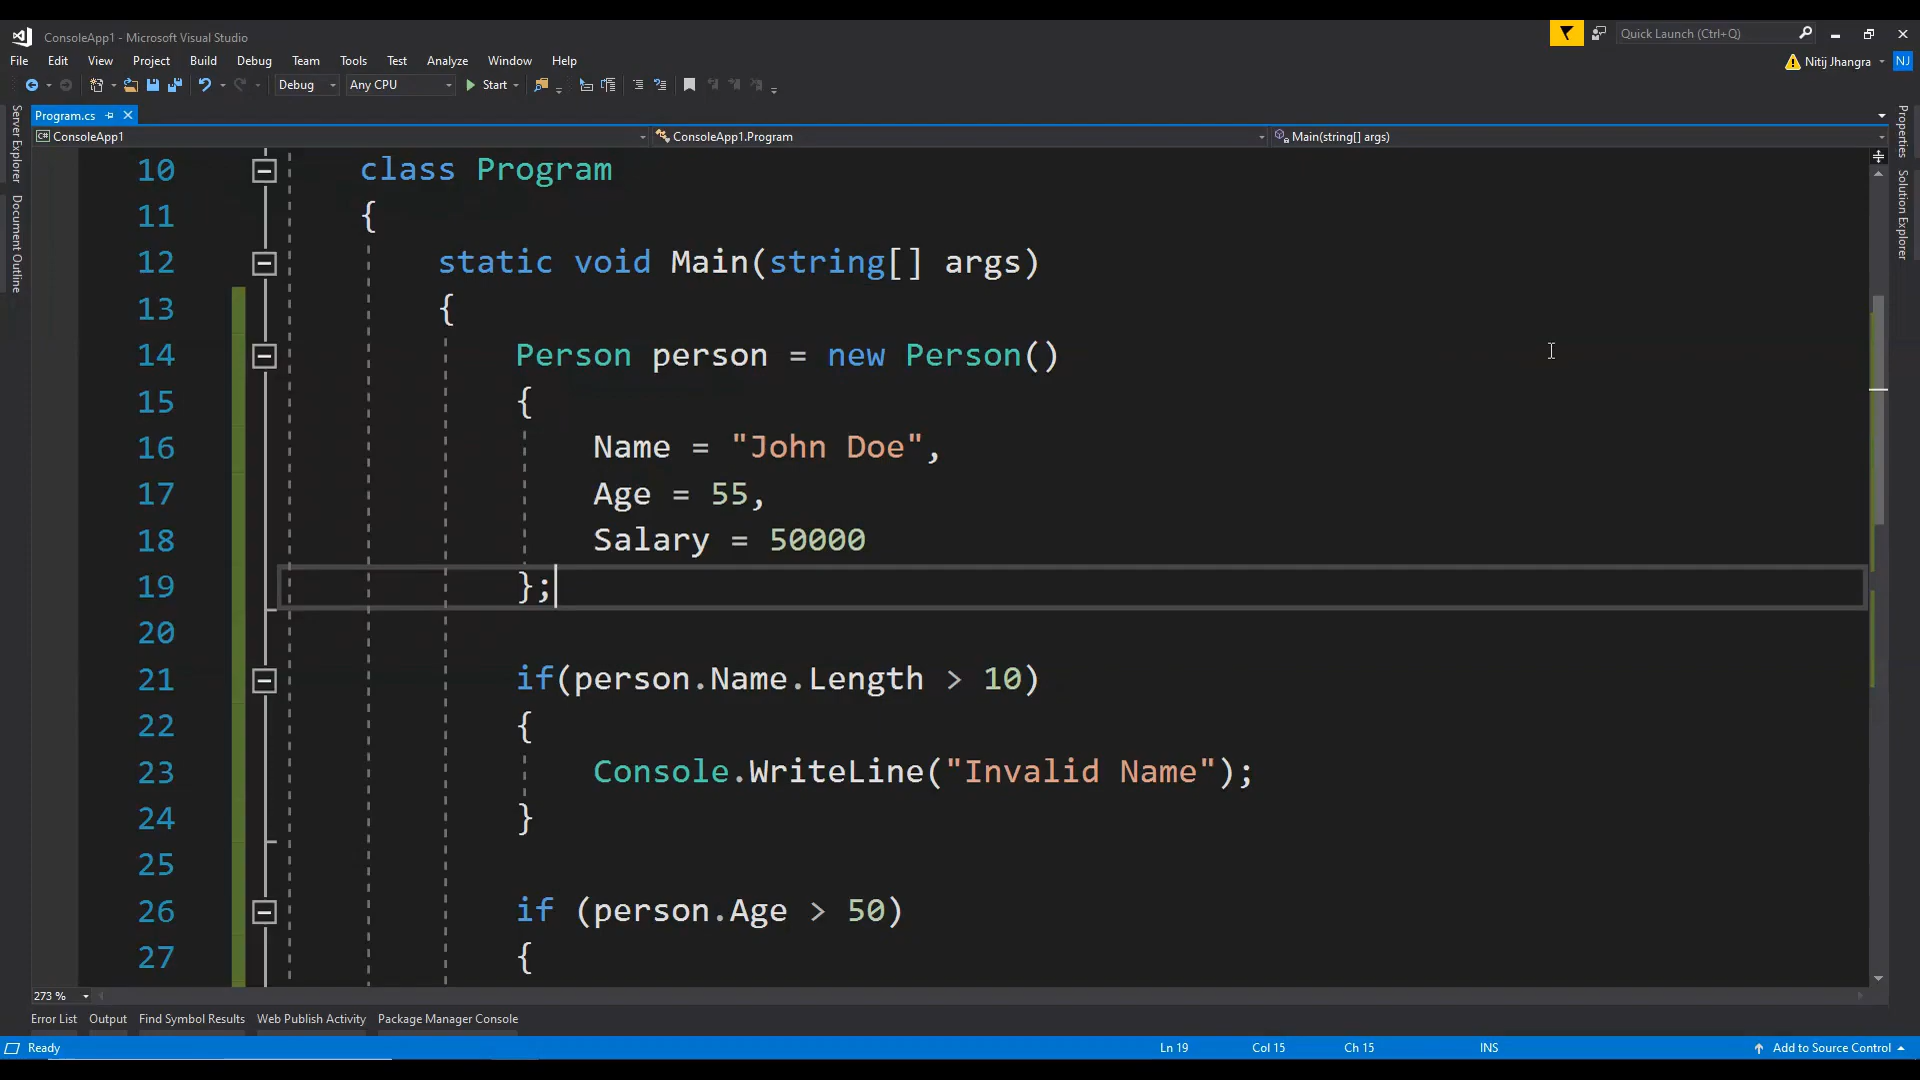 ConsoleApp1 - Microsoft Visual Studio
Quick Launch (Ctrl+Q)
File Edit View Project Build Debug Team Tools Test Analyze Window Help
Nitij Jhangra NJ
Debug Any CPU Start
Program.cs
ConsoleApp1 ConsoleApp1.Program Main(string[] args)
Server Explorer
Document Outline
Properties
Solution Explorer
10 class Program
11 {
12 static void Main(string[] args)
13 {
14 Person person = new Person()
15 {
16 Name = "John Doe",
17 Age = 55,
18 Salary = 50000
19 };
20
21 if(person.Name.Length > 10)
22 {
23 Console.WriteLine("Invalid Name");
24 }
25
26 if (person.Age > 50)
27 {
273 %
Error List Output Find Symbol Results Web Publish Activity Package Manager Console
Ready Ln 19 Col 15 Ch 15 INS Add to Source Control